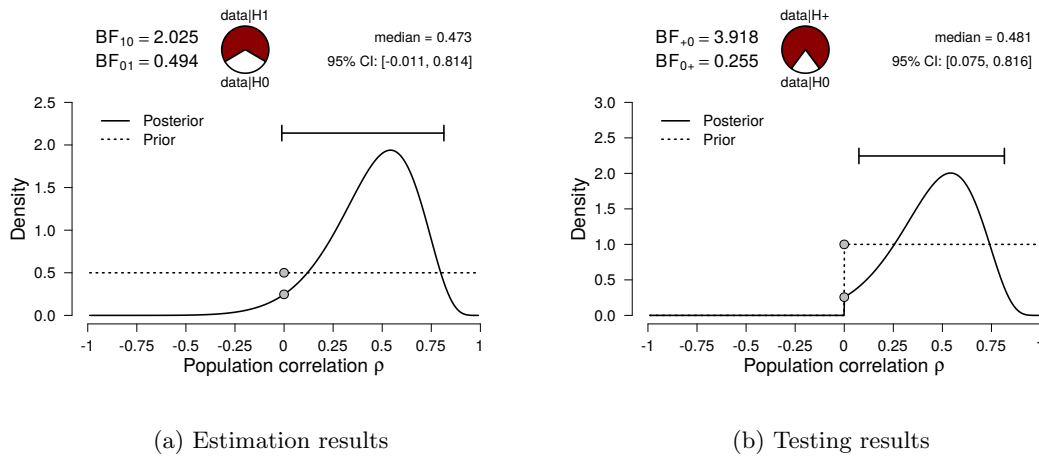 data|H1
BF10 = 2.025
BF01 = 0.494
median = 0.473
95% CI: [-0.011, 0.814]
data|H0
2.5
2.0
1.5
1.0
0.5
0.0
Density
Posterior
Prior
-1 -0.75 -0.5 -0.25 0 0.25 0.5 0.75 1
Population correlation ρ
(a) Estimation results
data|H+
BF+0 = 3.918
BF0+ = 0.255
median = 0.481
95% CI: [0.075, 0.816]
data|H0
3.0
2.5
2.0
1.5
1.0
0.5
0.0
Density
Posterior
Prior
-1 -0.75 -0.5 -0.25 0 0.25 0.5 0.75 1
Population correlation ρ
(b) Testing results